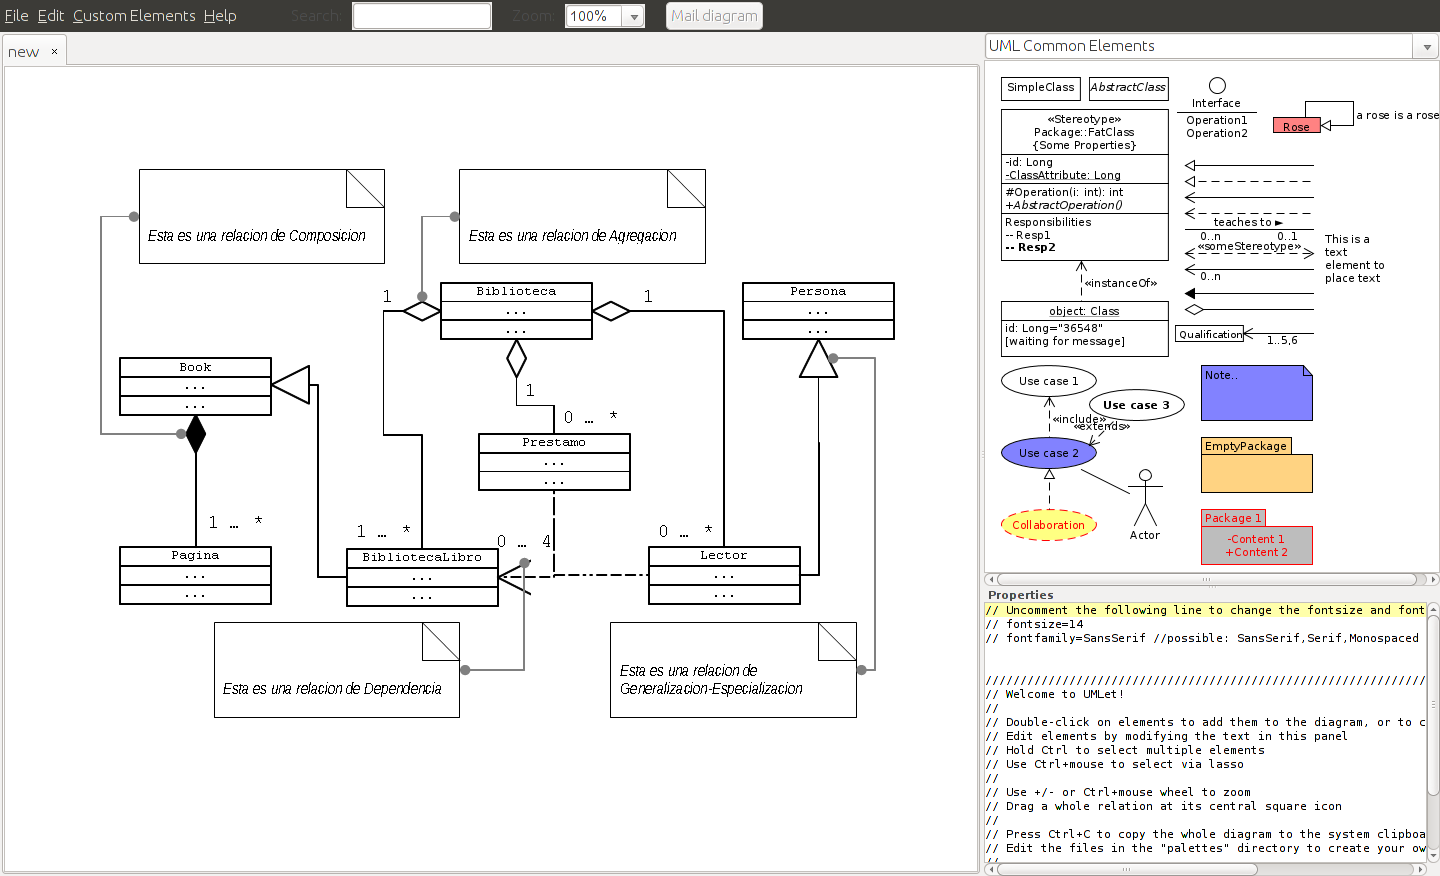 File Edit Custom Elements Help Search: Zoom: 100% Mail diagram
new ×
Esta es una relacion de Composicion
Esta es una relacion de Agregacion
1
Biblioteca
...
...
1
Persona
...
...
Book
...
...
1
0 … *
Prestamo
...
...
1 … *
1 … *
0 … 4
0 … *
Pagina
...
...
BibliotecaLibro
...
...
Lector
...
...
Esta es una relacion de Dependencia
Esta es una relacion de
Generalizacion-Especializacion
UML Common Elements
SimpleClass
AbstractClass
Interface
Operation1
Operation2
Rose
a rose is a rose
«Stereotype»
Package::FatClass
{Some Properties}
-id: Long
-ClassAttribute: Long
#Operation(i: int): int
+AbstractOperation()
Responsibilities
-- Resp1
-- Resp2
teaches to ►
0..n 0..1
«someStereotype»
0..n
This is a
text
element to
place text
«instanceOf»
object: Class
id: Long="36548"
[waiting for message]
Qualification
1..5,6
Use case 1
Use case 3
«include»
«extends»
Use case 2
Collaboration
Actor
Note..
EmptyPackage
Package 1
-Content 1
+Content 2
Properties
// Uncomment the following line to change the fontsize and font
// fontsize=14
// fontfamily=SansSerif //possible: SansSerif,Serif,Monospaced
//////////////////////////////////////////////////////////////////
// Welcome to UMLet!
//
// Double-click on elements to add them to the diagram, or to c
// Edit elements by modifying the text in this panel
// Hold Ctrl to select multiple elements
// Use Ctrl+mouse to select via lasso
//
// Use +/- or Ctrl+mouse wheel to zoom
// Drag a whole relation at its central square icon
//
// Press Ctrl+C to copy the whole diagram to the system clipboa
// Edit the files in the "palettes" directory to create your ow
//